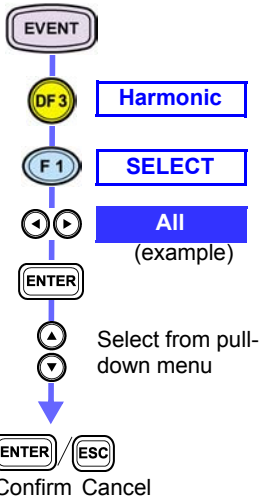 EVENT
DF 3 Harmonic
F 1 SELECT
All
(example)
ENTER
Select from pull-
down menu
ENTER / ESC
Confirm Cancel